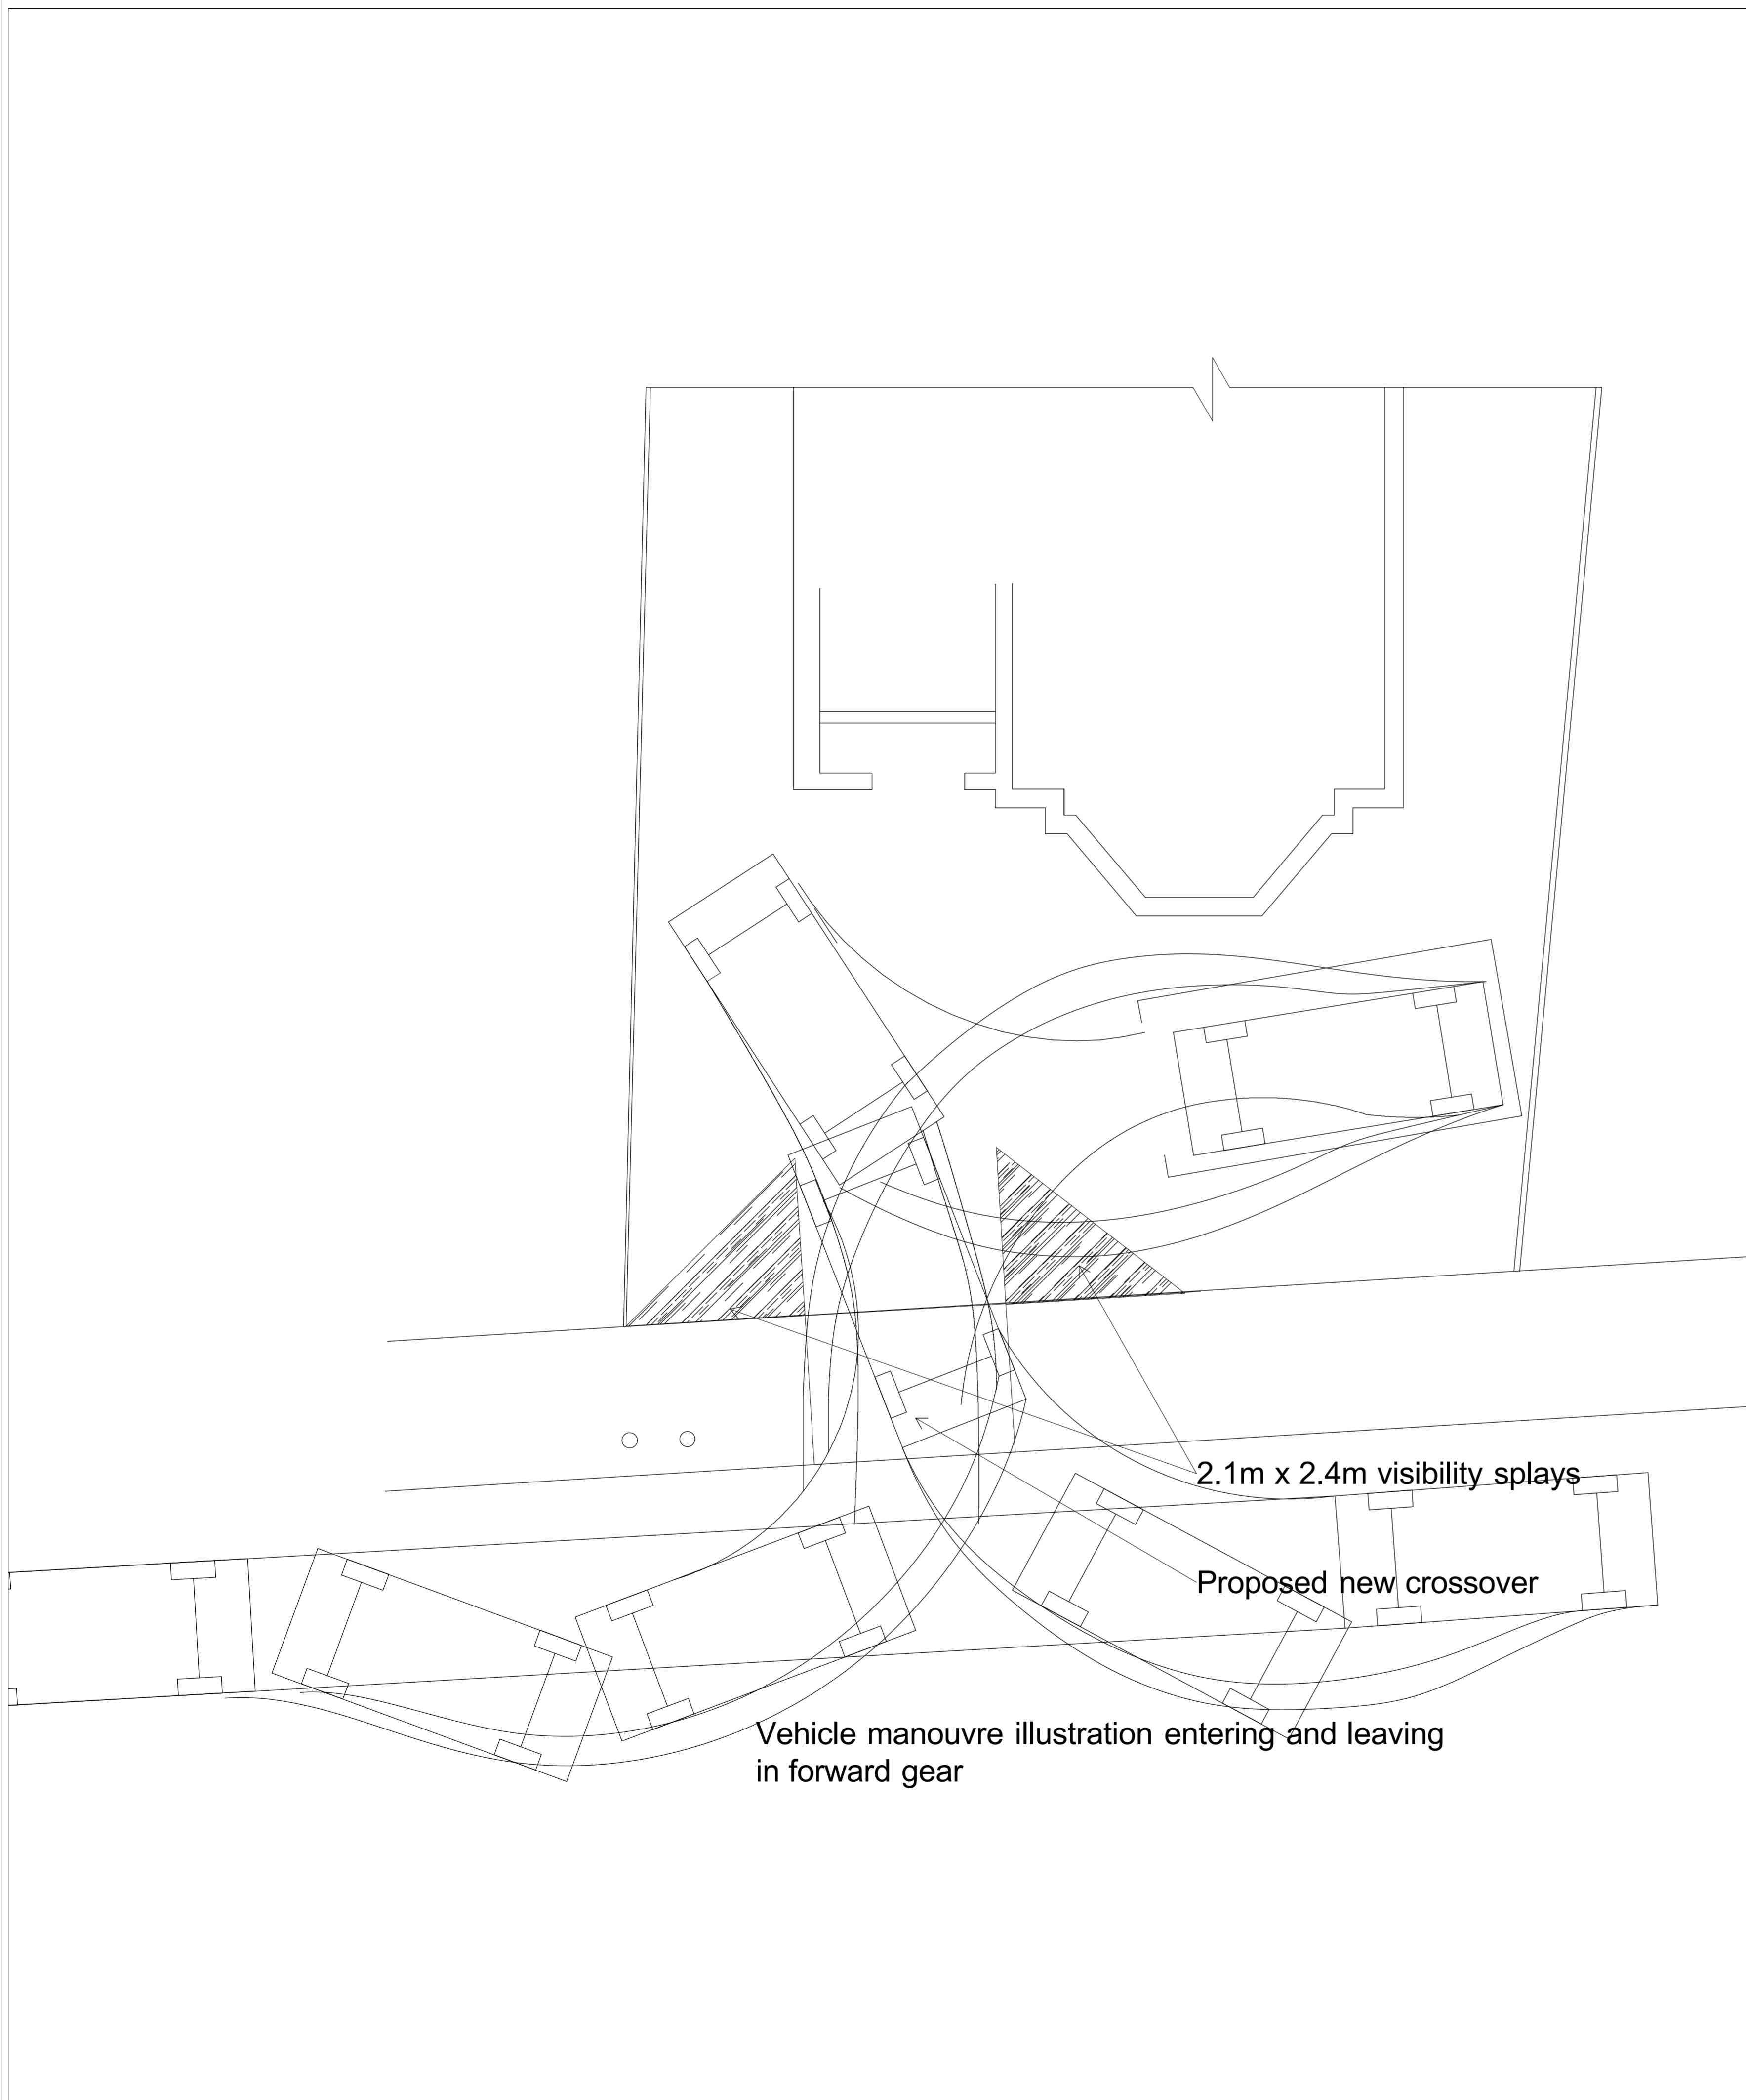 2.1m x 2.4m visibility splays
Proposed new crossover
Vehicle manouvre illustration entering and leaving
in forward gear